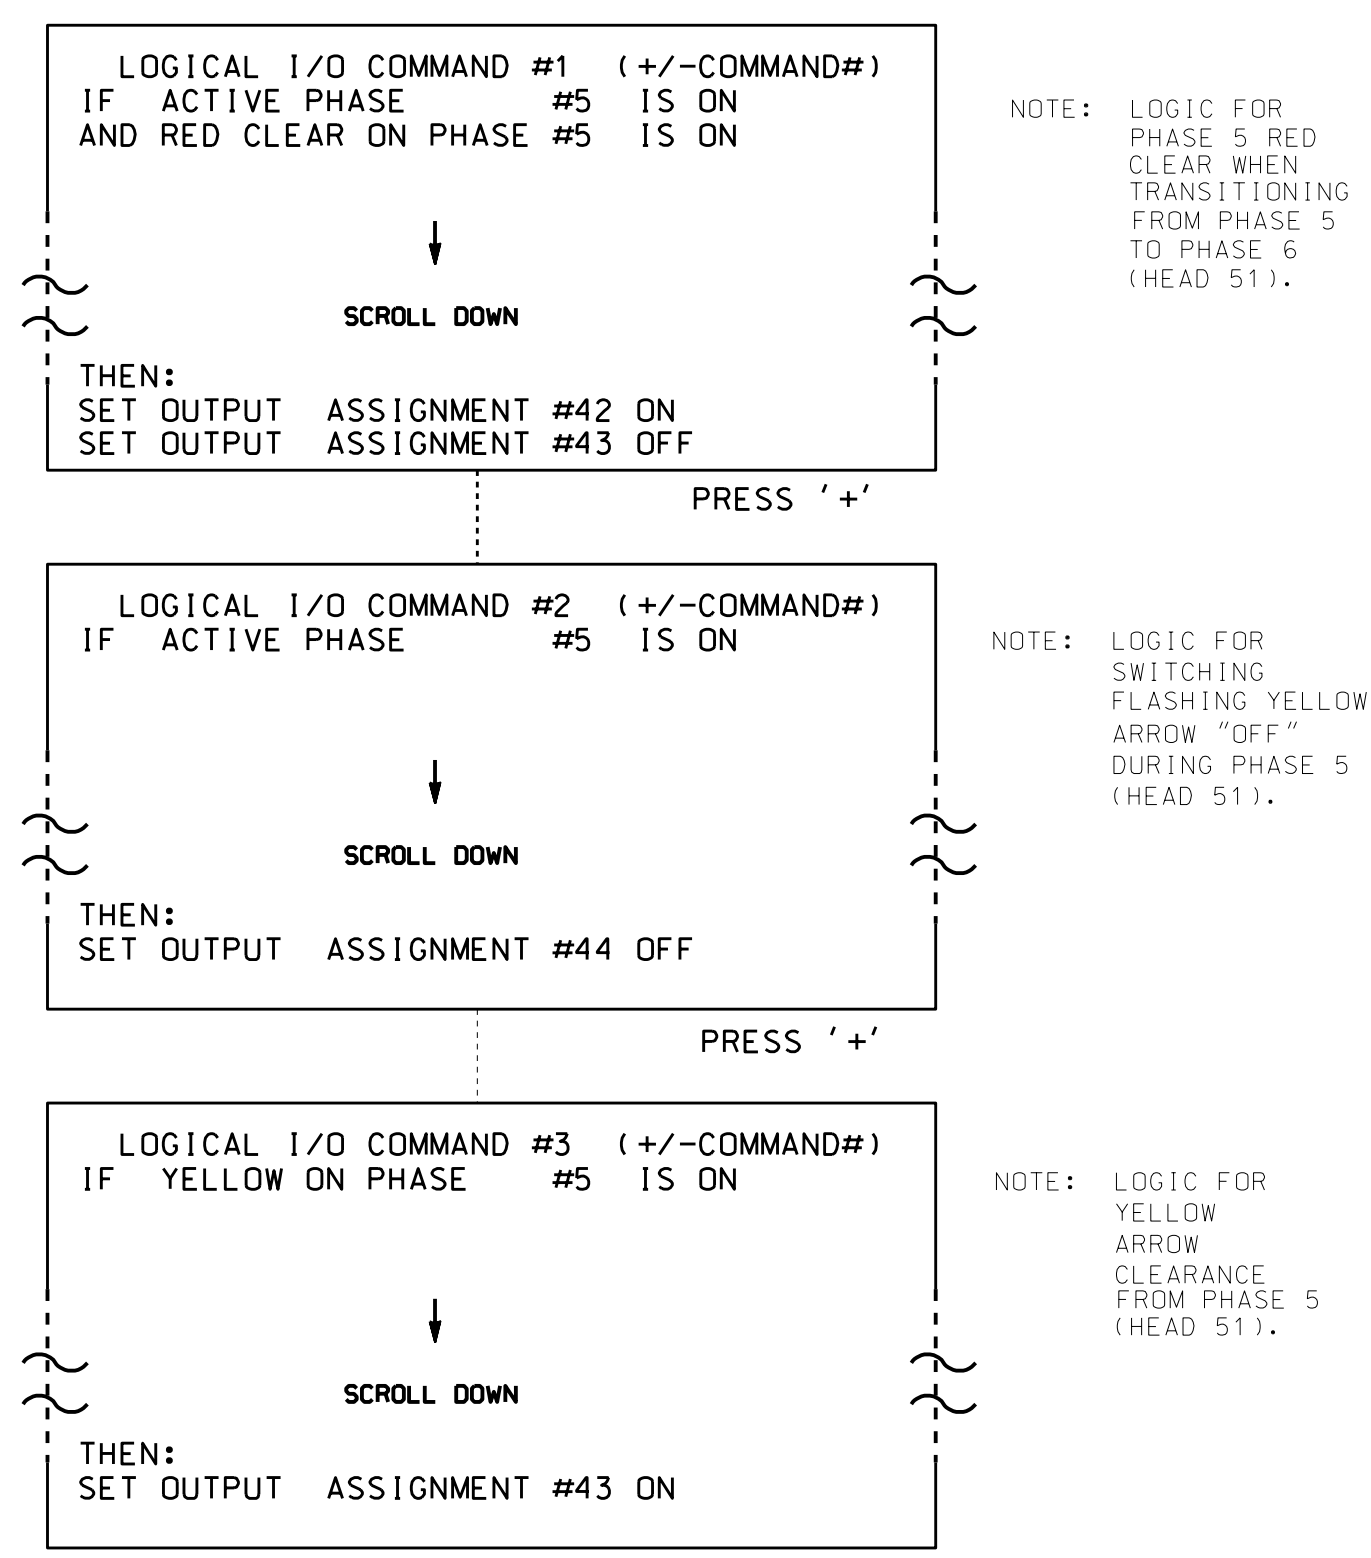 LOGICAL I/O COMMAND #1 (+/-COMMAND#)
IF ACTIVE PHASE #5 IS ON
AND RED CLEAR ON PHASE #5 IS ON
SCROLL DOWN
THEN:
SET OUTPUT ASSIGNMENT #42 ON
SET OUTPUT ASSIGNMENT #43 OFF
NOTE: LOGIC FOR
PHASE 5 RED
CLEAR WHEN
TRANSITIONING
FROM PHASE 5
TO PHASE 6
(HEAD 51).
PRESS '+'
LOGICAL I/O COMMAND #2 (+/-COMMAND#)
IF ACTIVE PHASE #5 IS ON
SCROLL DOWN
THEN:
SET OUTPUT ASSIGNMENT #44 OFF
NOTE: LOGIC FOR
SWITCHING
FLASHING YELLOW
ARROW "OFF"
DURING PHASE 5
(HEAD 51).
PRESS '+'
LOGICAL I/O COMMAND #3 (+/-COMMAND#)
IF YELLOW ON PHASE #5 IS ON
SCROLL DOWN
THEN:
SET OUTPUT ASSIGNMENT #43 ON
NOTE: LOGIC FOR
YELLOW
ARROW
CLEARANCE
FROM PHASE 5
(HEAD 51).